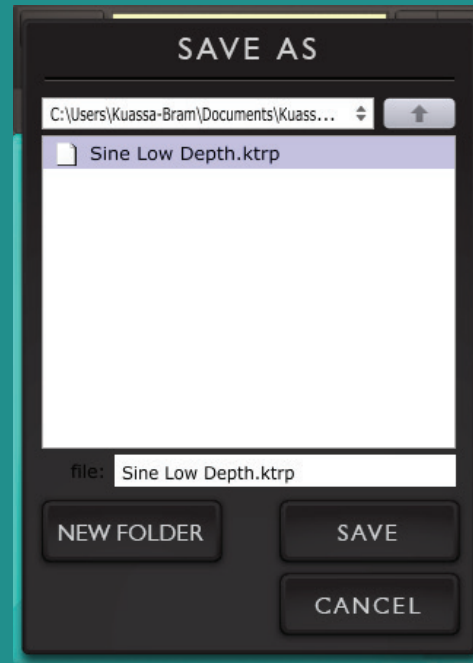 SAVE AS
C:\Users\Kuassa-Bram\Documents\Kuass...
Sine Low Depth.ktrp
file: Sine Low Depth.ktrp
NEW FOLDER SAVE
CANCEL